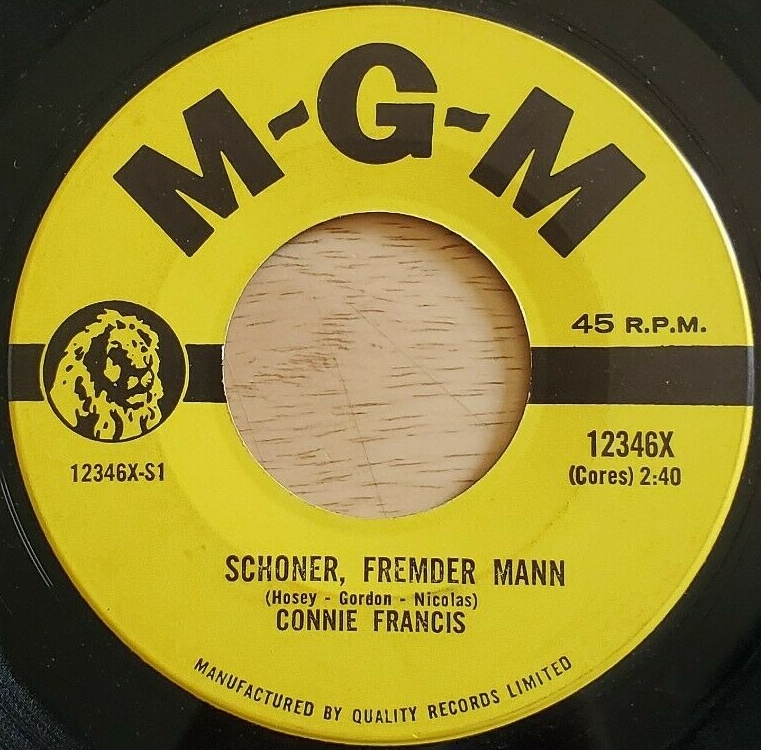 M-G-M
45 R.P.M.
12346X-S1
12346X
(Cores) 2:40
SCHONER, FREMDER MANN
(Hosey - Gordon - Nicolas)
CONNIE FRANCIS
MANUFACTURED BY QUALITY RECORDS LIMITED